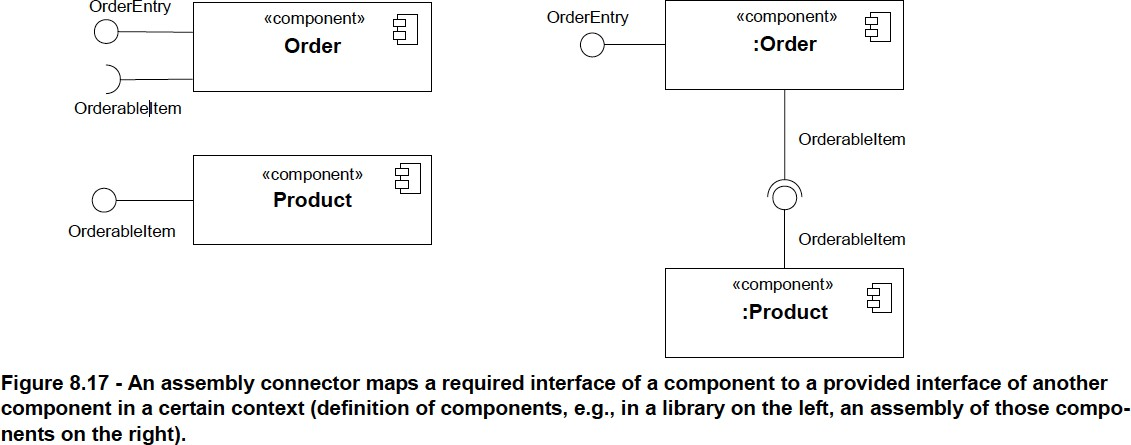 OrderEntry
«component»
Order
OrderableItem
«component»
Product
OrderableItem
OrderEntry
«component»
:Order
OrderableItem
OrderableItem
«component»
:Product
Figure 8.17 - An assembly connector maps a required interface of a component to a provided interface of another
component in a certain context (definition of components, e.g., in a library on the left, an assembly of those compo-
nents on the right).